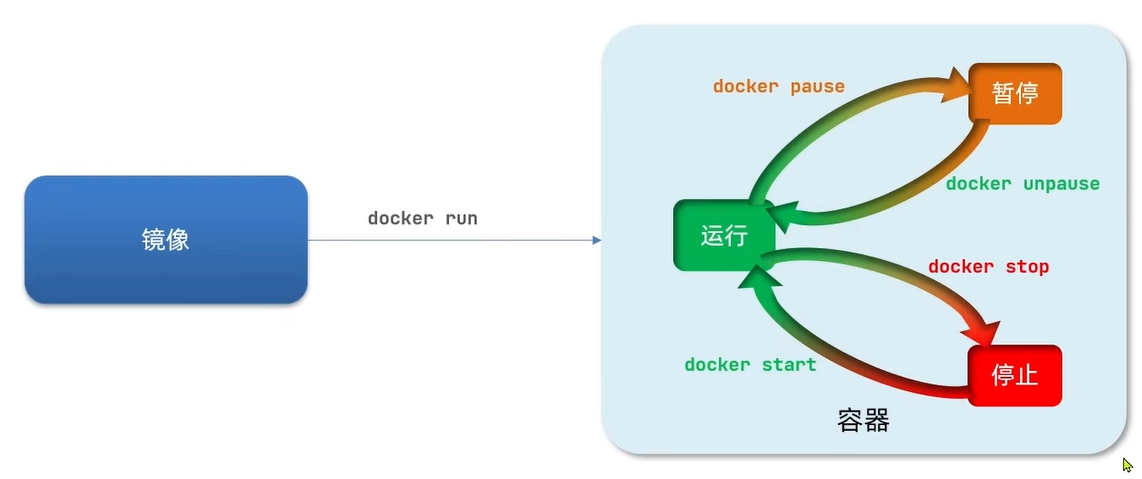 docker pause
暂停
docker unpause
镜像
docker run
运行
docker stop
docker start
停止
容器